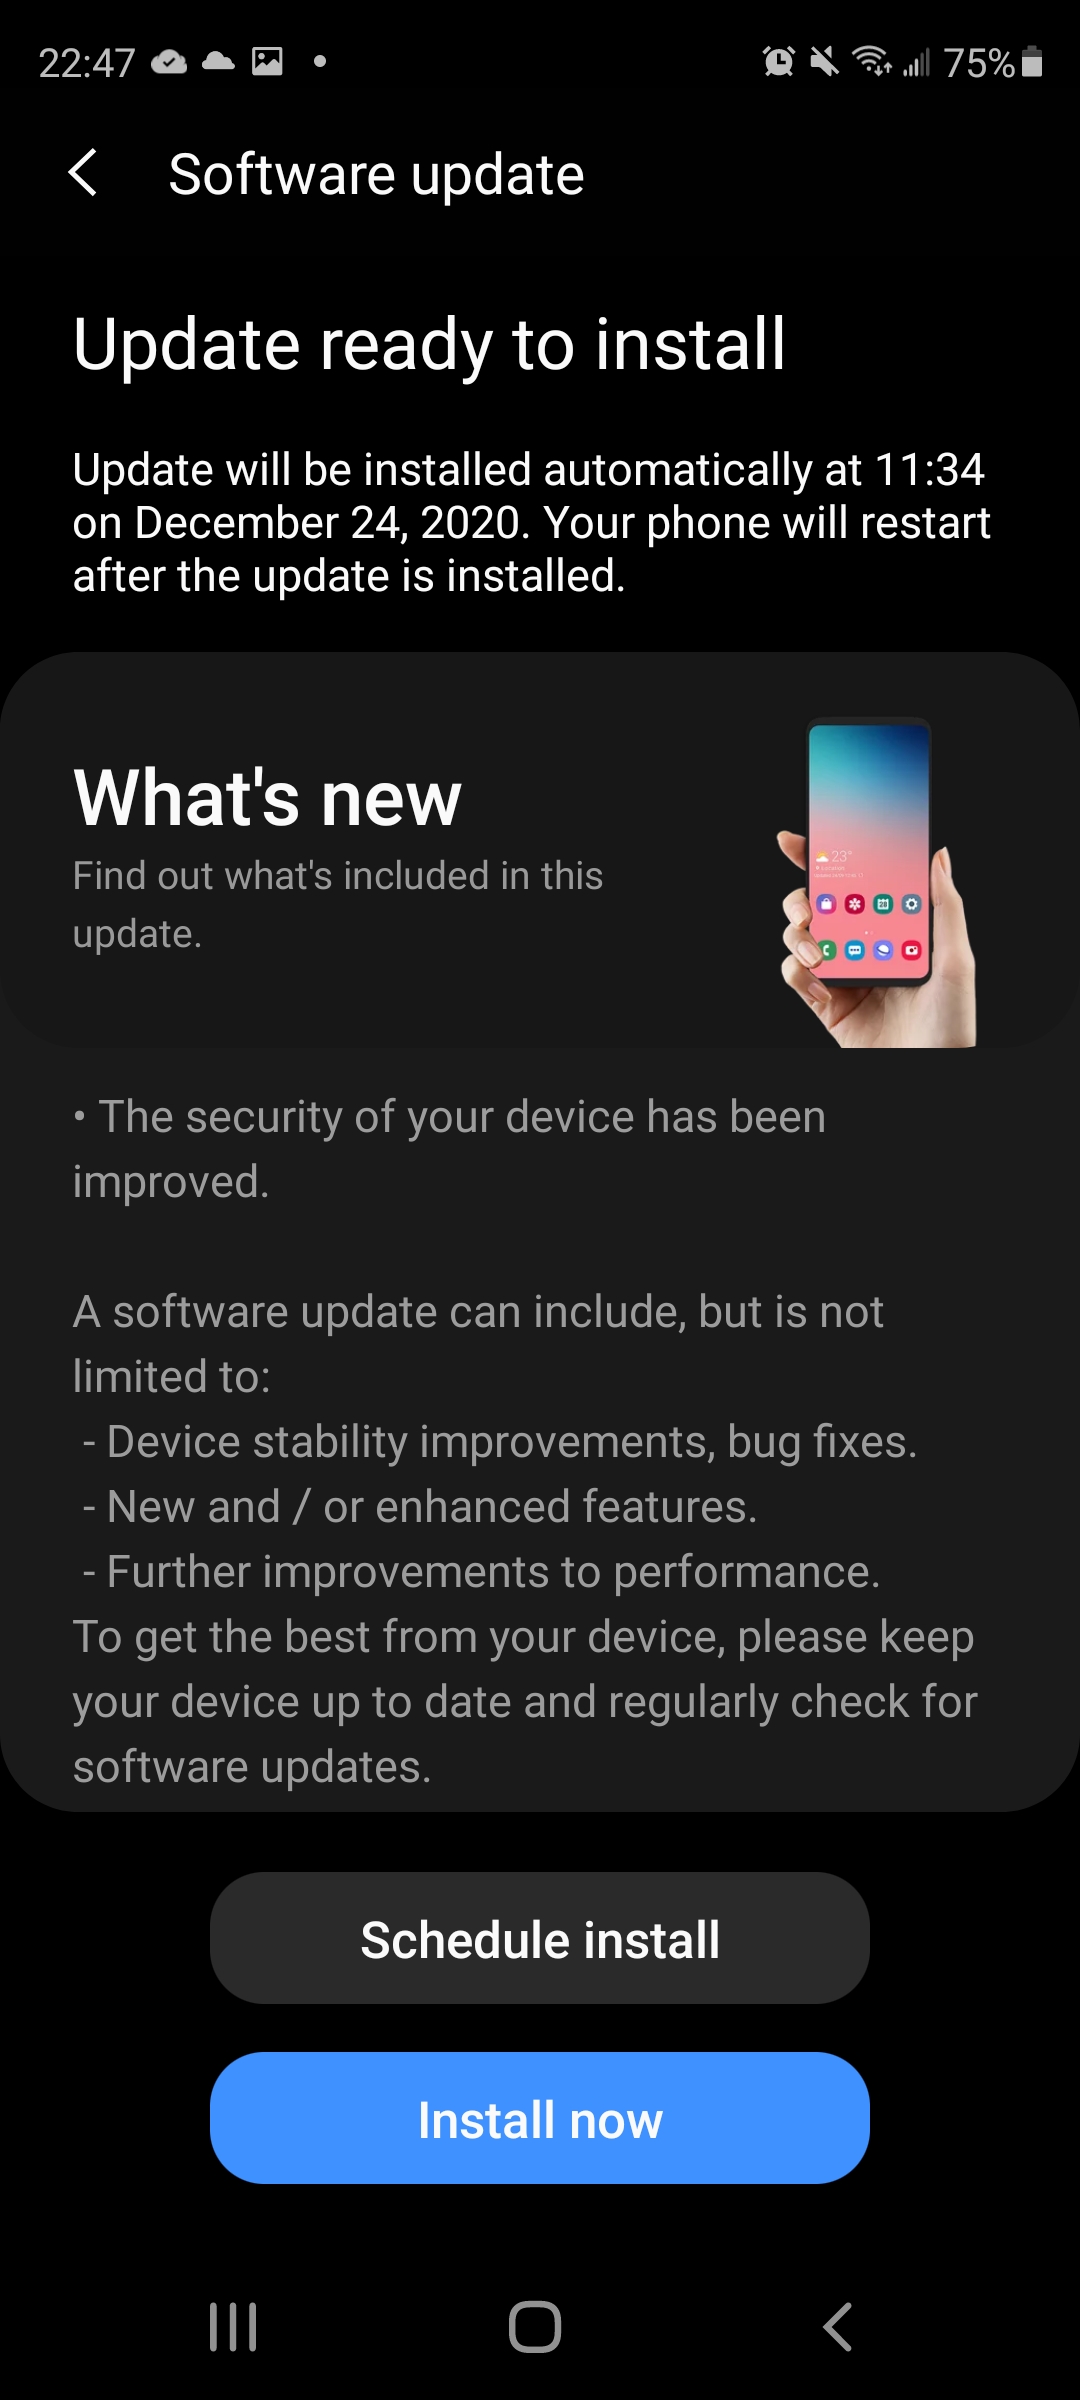 22:47 75%
Software update
Update ready to install
Update will be installed automatically at 11:34
on December 24, 2020. Your phone will restart
after the update is installed.
What's new
Find out what's included in this
update.
23°
• The security of your device has been
improved.
A software update can include, but is not
limited to:
- Device stability improvements, bug fixes.
- New and / or enhanced features.
- Further improvements to performance.
To get the best from your device, please keep
your device up to date and regularly check for
software updates.
Schedule install
Install now